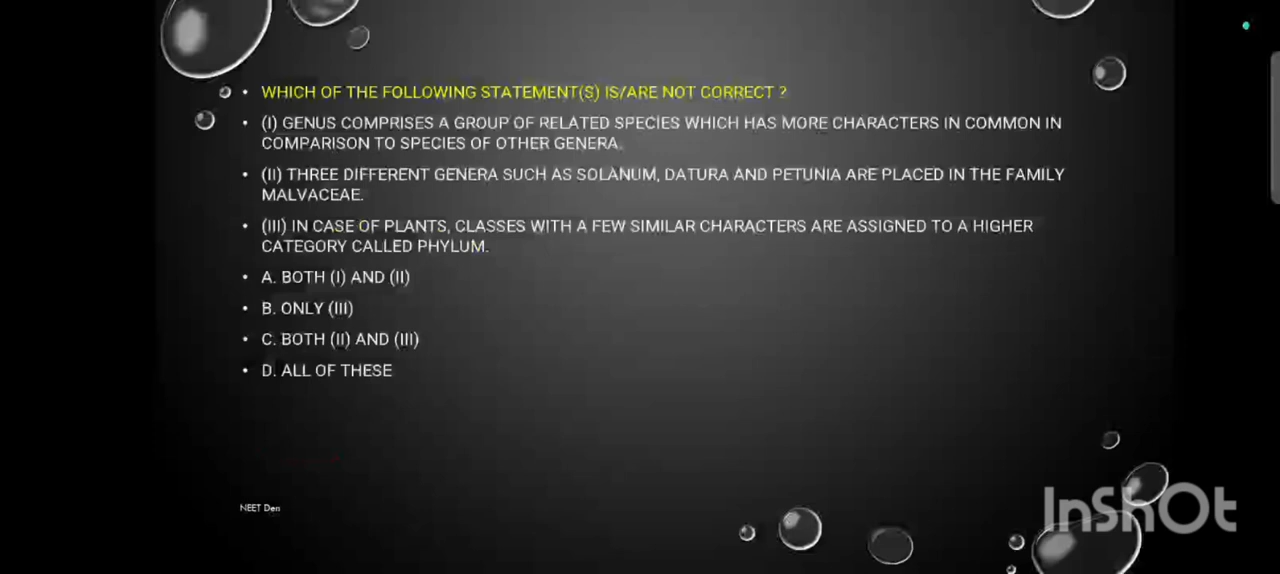 • WHICH OF THE FOLLOWING STATEMENT(S) IS/ARE NOT CORRECT ?
• (I) GENUS COMPRISES A GROUP OF RELATED SPECIES WHICH HAS MORE CHARACTERS IN COMMON IN
COMPARISON TO SPECIES OF OTHER GENERA.
• (II) THREE DIFFERENT GENERA SUCH AS SOLANUM, DATURA AND PETUNIA ARE PLACED IN THE FAMILY
MALVACEAE.
• (III) IN CASE OF PLANTS, CLASSES WITH A FEW SIMILAR CHARACTERS ARE ASSIGNED TO A HIGHER
CATEGORY CALLED PHYLUM.
• A. BOTH (I) AND (II)
• B. ONLY (III)
• C. BOTH (II) AND (III)
• D. ALL OF THESE
NEET Den
InShOt